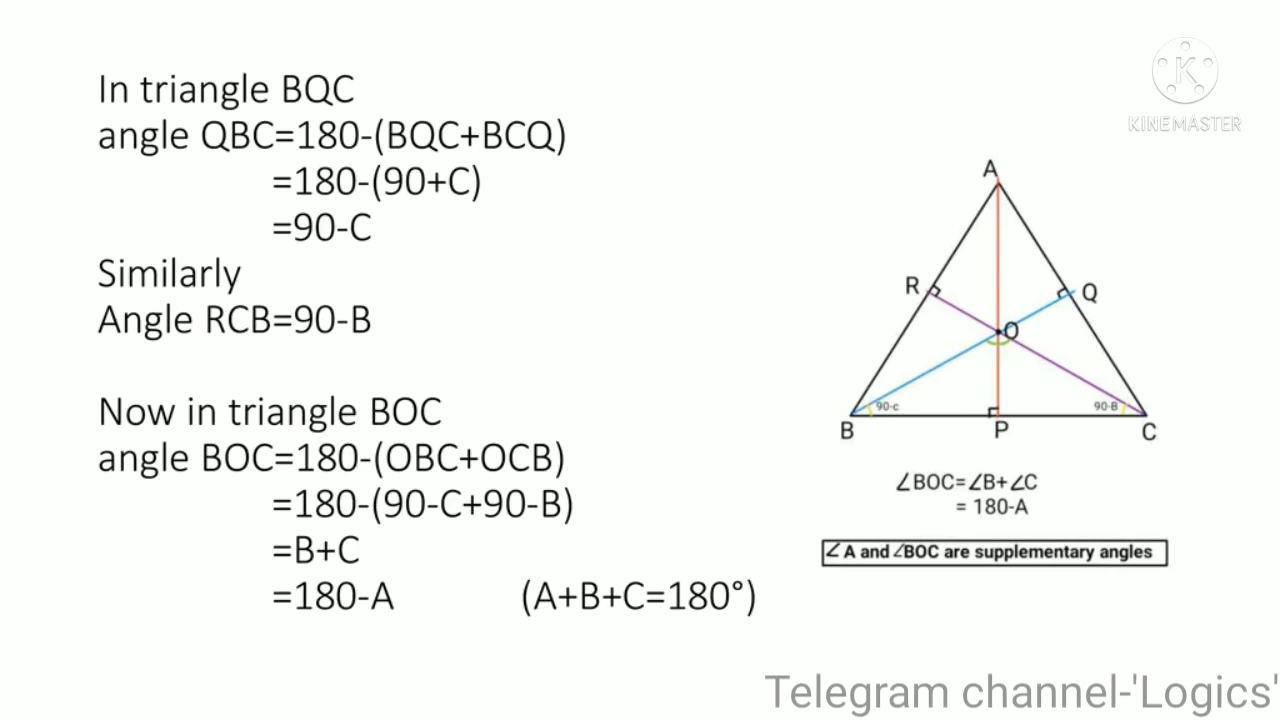 In triangle BQC
angle QBC=180-(BQC+BCQ)
=180-(90+C)
=90-C
Similarly
Angle RCB=90-B
Now in triangle BOC
angle BOC=180-(OBC+OCB)
=180-(90-C+90-B)
=B+C
=180-A (A+B+C=180°)
K
KINEMASTER
A
R
Q
O
90-c
90-B
B
P
C
∠BOC=∠B+∠C
= 180-A
∠A and ∠BOC are supplementary angles
Telegram channel-'Logics'